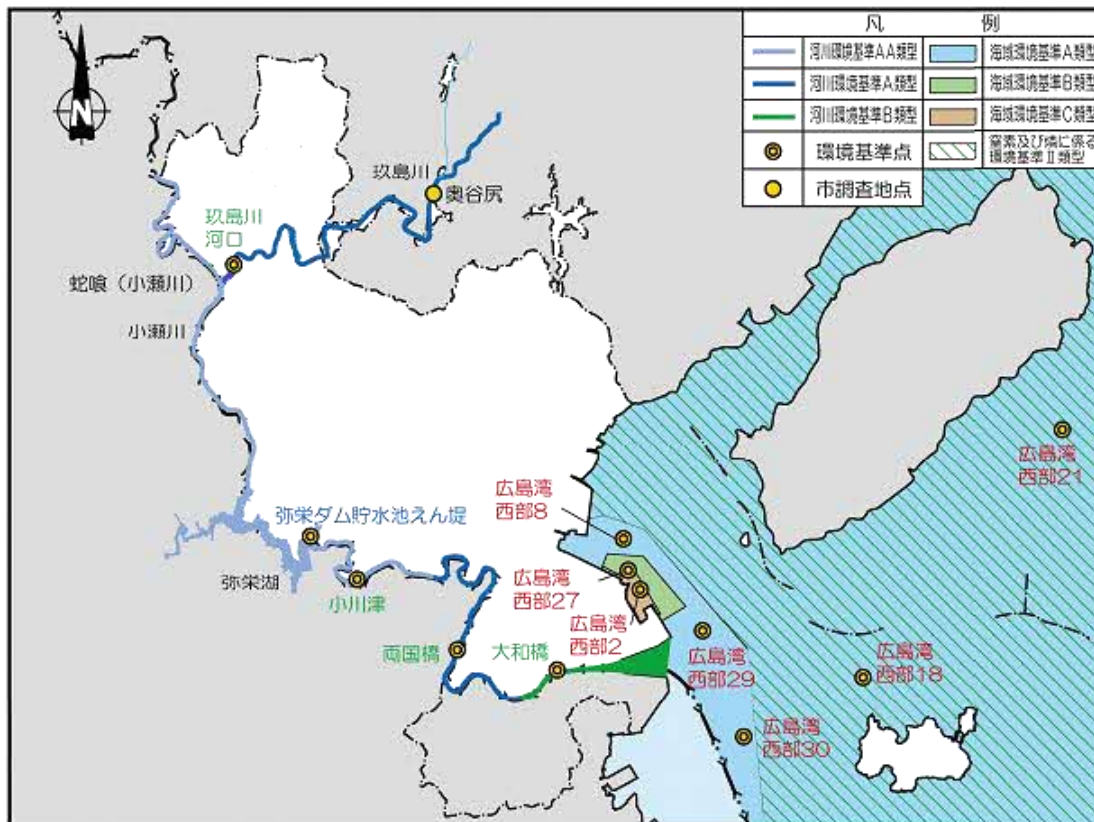 凡 例
河川環境基準AA類型
海域環境基準A類型
河川環境基準A類型
海域環境基準B類型
河川環境基準B類型
海域環境基準C類型
環境基準点
窒素及び燐に係る
環境基準Ⅱ類型
市調査地点
N
玖島川
奥谷尻
玖島川
河口
蛇喰（小瀬川）
小瀬川
広島湾
西部21
広島湾
西部8
弥栄ダム貯水池えん堤
弥栄湖
小川津
広島湾
西部27
広島湾
西部2
両国橋
大和橋
広島湾
西部29
広島湾
西部18
広島湾
西部30